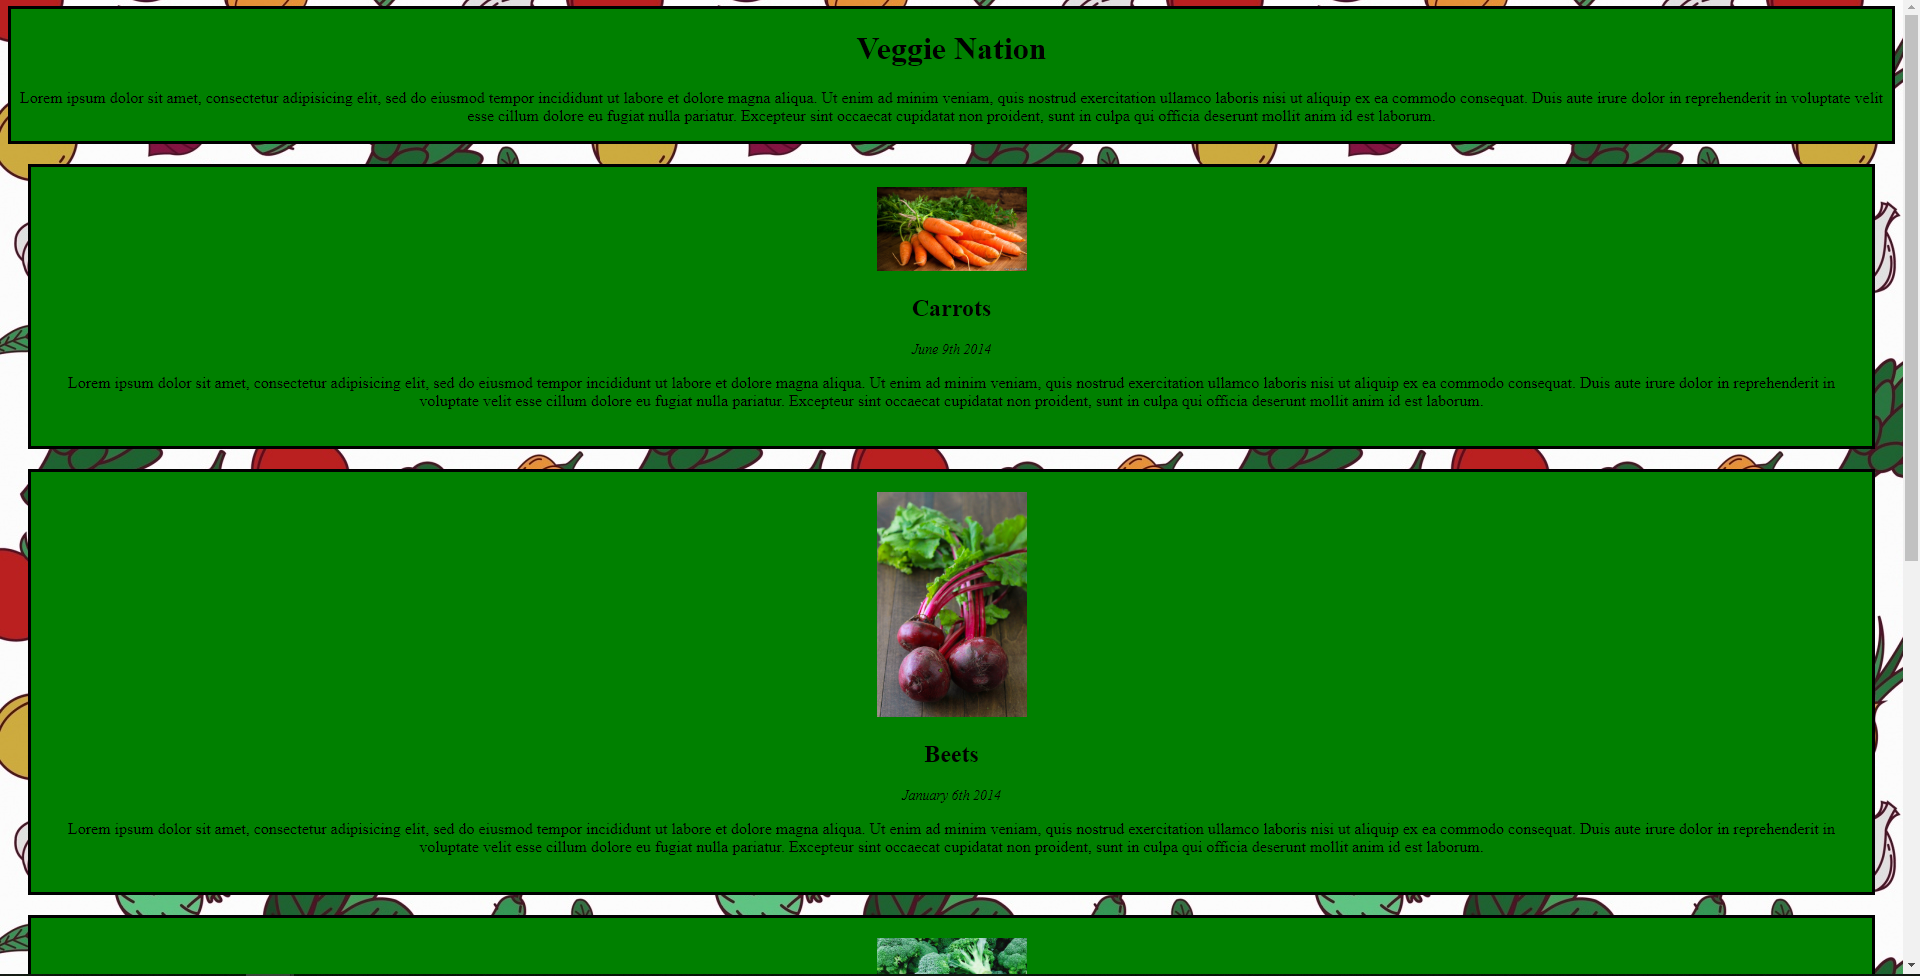 Veggie Nation
Lorem ipsum dolor sit amet, consectetur adipisicing elit, sed do eiusmod tempor incididunt ut labore et dolore magna aliqua. Ut enim ad minim veniam, quis nostrud exercitation ullamco laboris nisi ut aliquip ex ea commodo consequat. Duis aute irure dolor in reprehenderit in voluptate velit
esse cillum dolore eu fugiat nulla pariatur. Excepteur sint occaecat cupidatat non proident, sunt in culpa qui officia deserunt mollit anim id est laborum.
Carrots
June 9th 2014
Lorem ipsum dolor sit amet, consectetur adipisicing elit, sed do eiusmod tempor incididunt ut labore et dolore magna aliqua. Ut enim ad minim veniam, quis nostrud exercitation ullamco laboris nisi ut aliquip ex ea commodo consequat. Duis aute irure dolor in reprehenderit in
voluptate velit esse cillum dolore eu fugiat nulla pariatur. Excepteur sint occaecat cupidatat non proident, sunt in culpa qui officia deserunt mollit anim id est laborum.
Beets
January 6th 2014
Lorem ipsum dolor sit amet, consectetur adipisicing elit, sed do eiusmod tempor incididunt ut labore et dolore magna aliqua. Ut enim ad minim veniam, quis nostrud exercitation ullamco laboris nisi ut aliquip ex ea commodo consequat. Duis aute irure dolor in reprehenderit in
voluptate velit esse cillum dolore eu fugiat nulla pariatur. Excepteur sint occaecat cupidatat non proident, sunt in culpa qui officia deserunt mollit anim id est laborum.